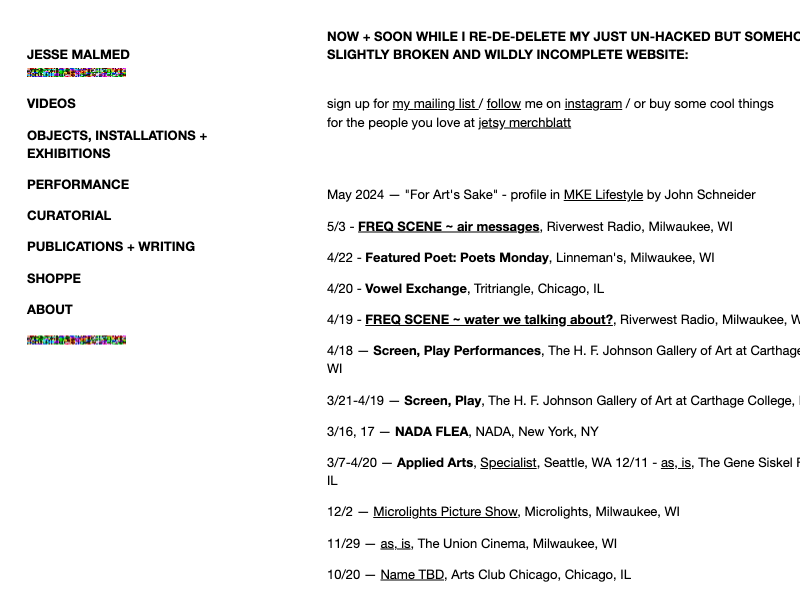 JESSE MALMED
VIDEOS
OBJECTS, INSTALLATIONS +
EXHIBITIONS
PERFORMANCE
CURATORIAL
PUBLICATIONS + WRITING
SHOPPE
ABOUT
NOW + SOON WHILE I RE-DE-DELETE MY JUST UN-HACKED BUT
SLIGHTLY BROKEN AND WILDLY INCOMPLETE WEBSITE:
sign up for my mailing list / follow me on instagram / or buy some cool things
for the people you love at jetsy merchblatt
May 2024 — "For Art's Sake" - profile in MKE Lifestyle by John Schneider
5/3 - FREQ SCENE ~ air messages, Riverwest Radio, Milwaukee, WI
4/22 - Featured Poet: Poets Monday, Linneman's, Milwaukee, WI
4/20 - Vowel Exchange, Tritriangle, Chicago, IL
4/19 - FREQ SCENE ~ water we talking about?, Riverwest Radio, Milwaukee,
4/18 — Screen, Play Performances, The H. F. Johnson Gallery of Art at Carthage
WI
3/21-4/19 — Screen, Play, The H. F. Johnson Gallery of Art at Carthage College,
3/16, 17 — NADA FLEA, NADA, New York, NY
3/7-4/20 — Applied Arts, Specialist, Seattle, WA 12/11 - as, is, The Gene Siskel
IL
12/2 — Microlights Picture Show, Microlights, Milwaukee, WI
11/29 — as, is, The Union Cinema, Milwaukee, WI
10/20 — Name TBD, Arts Club Chicago, Chicago, IL